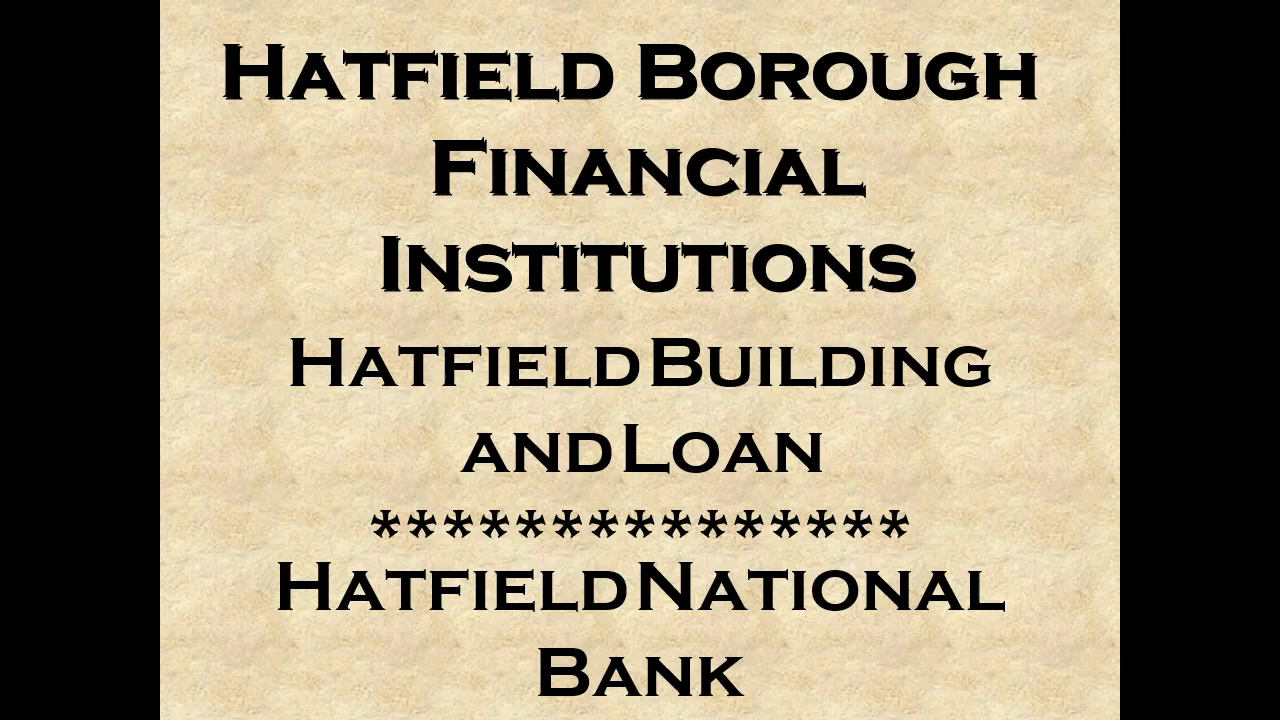 Hatfield Borough
Financial
Institutions
Hatfield Building
and Loan
***************
Hatfield National
Bank